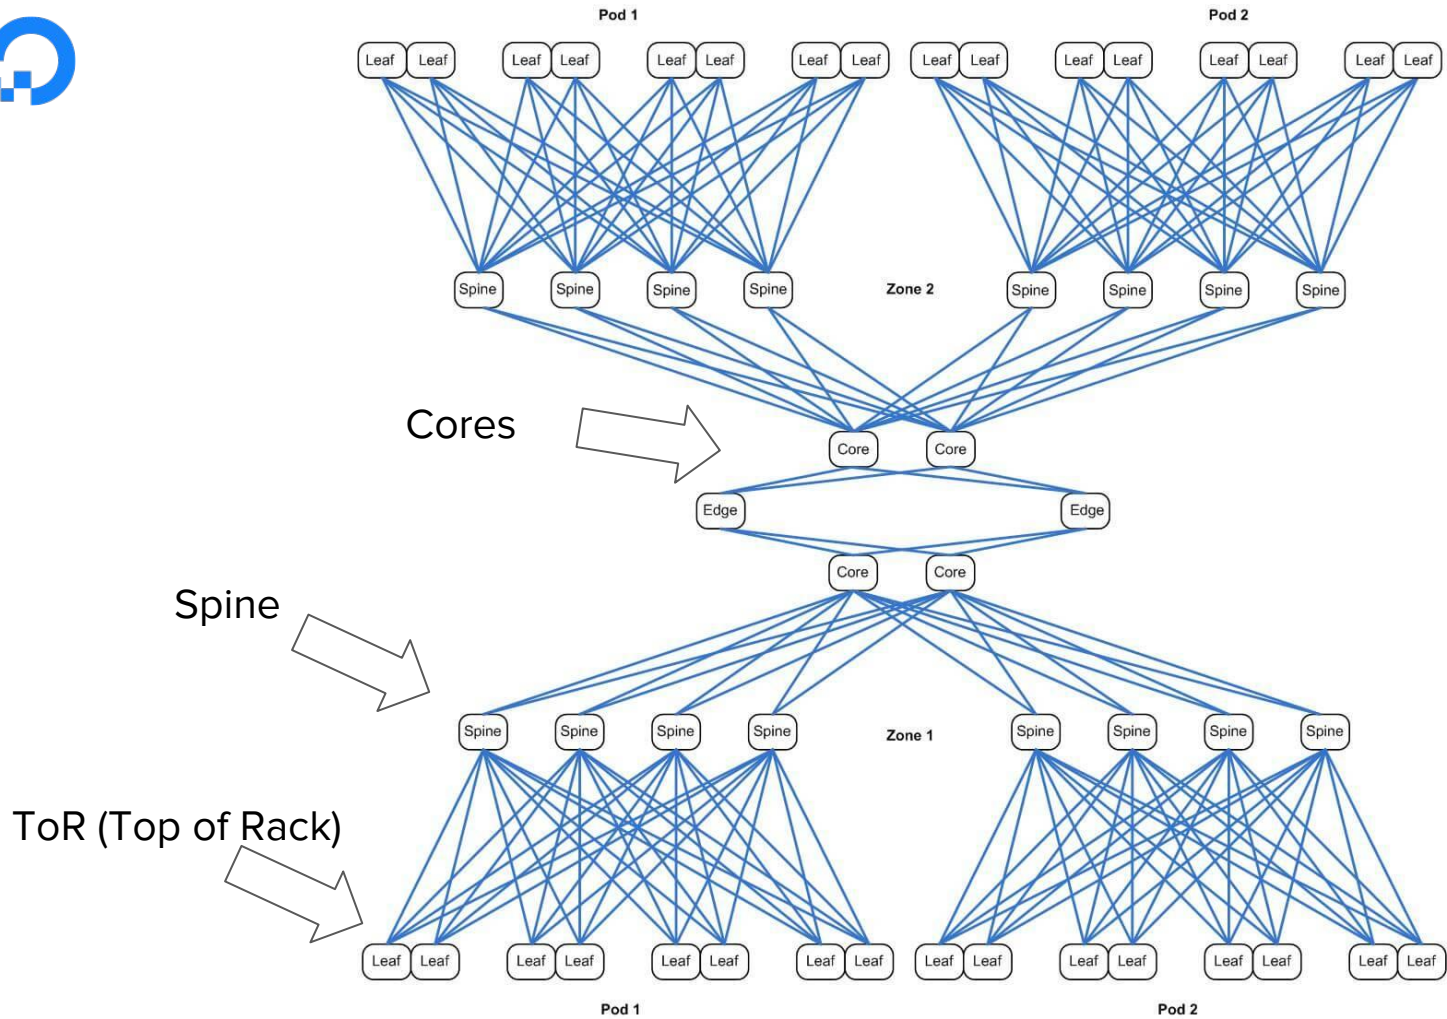 Pod 1
Pod 2
Leaf Leaf Leaf Leaf Leaf Leaf Leaf Leaf Leaf Leaf Leaf Leaf Leaf Leaf Leaf Leaf
Spine Spine Spine Spine Zone 2 Spine Spine Spine Spine
Cores
Core Core
Edge Edge
Core Core
Spine
Spine Spine Spine Spine Zone 1 Spine Spine Spine Spine
ToR (Top of Rack)
Leaf Leaf Leaf Leaf Leaf Leaf Leaf Leaf Leaf Leaf Leaf Leaf Leaf Leaf Leaf Leaf
Pod 1
Pod 2